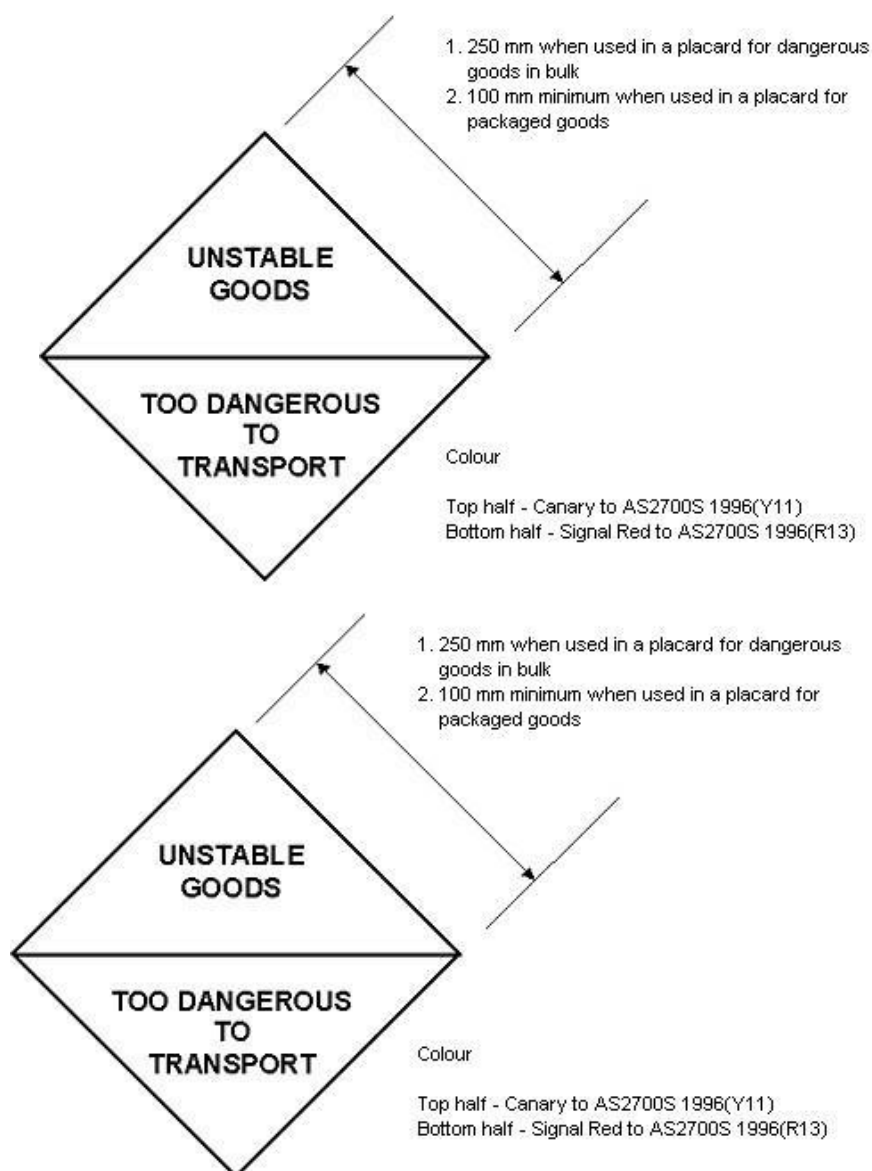 1. 250 mm when used in a placard for dangerous
goods in bulk
2. 100 mm minimum when used in a placard for
packaged goods
UNSTABLE
GOODS
TOO DANGEROUS
TO
TRANSPORT
Colour
Top half - Canary to AS2700S 1996(Y11)
Bottom half - Signal Red to AS2700S 1996(R13)
1. 250 mm when used in a placard for dangerous
goods in bulk
2. 100 mm minimum when used in a placard for
packaged goods
UNSTABLE
GOODS
TOO DANGEROUS
TO
TRANSPORT
Colour
Top half - Canary to AS2700S 1996(Y11)
Bottom half - Signal Red to AS2700S 1996(R13)